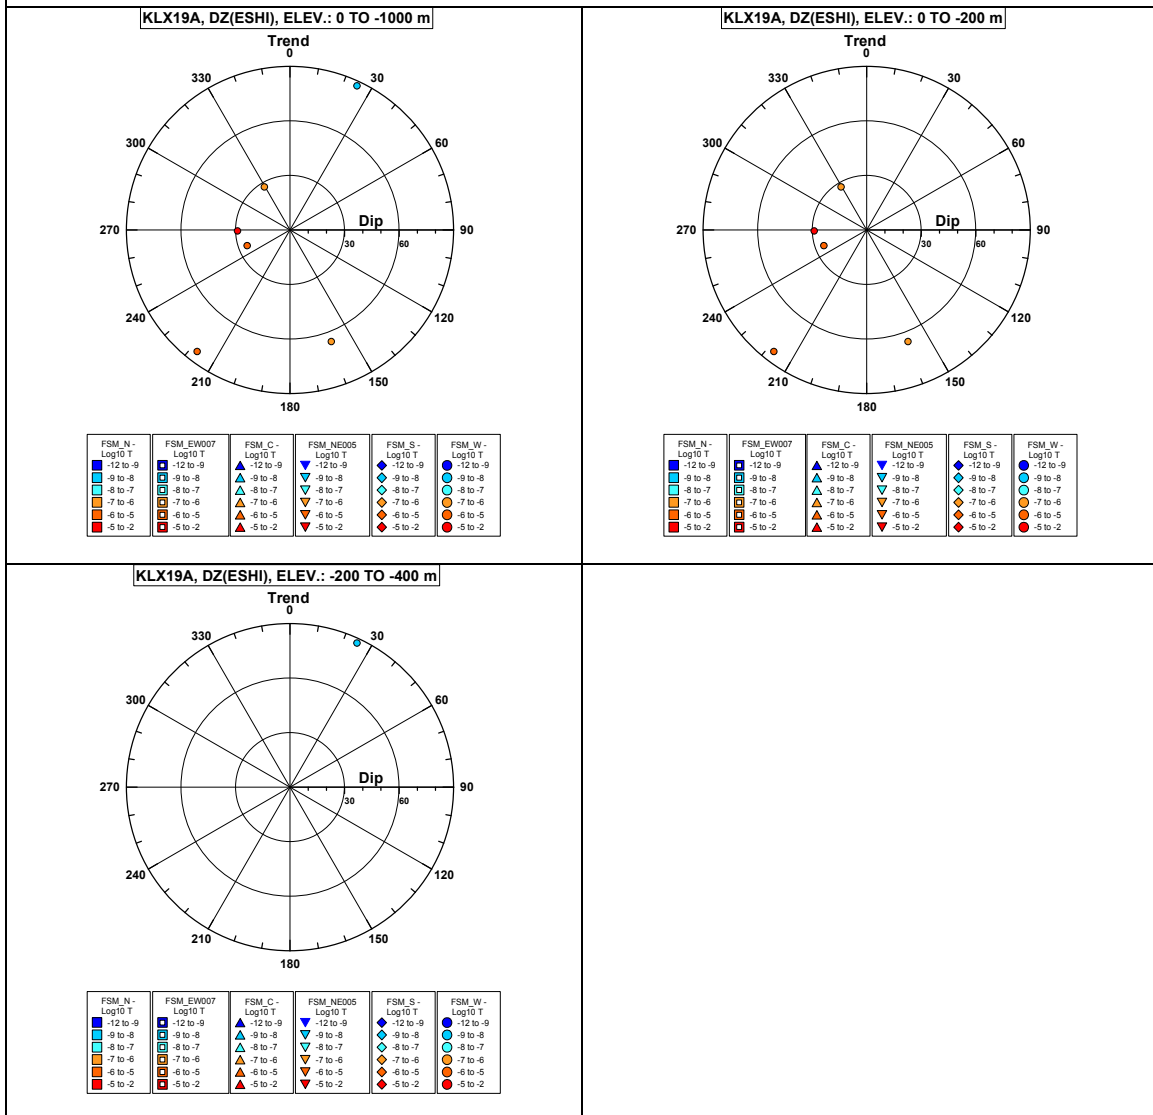 KLX19A, DZ(ESHI), ELEV.: 0 TO -1000 m
Trend
0
330
30
300
60
270
Dip
90
30
60
240
120
210
150
180
FSM_N - FSM_EW007 FSM_C - FSM_NE005 FSM_S - FSM_W -
Log10 T Log10 T Log10 T Log10 T Log10 T Log10 T
-12 to -9 -12 to -9 -12 to -9 -12 to -9 -12 to -9 -12 to -9
-9 to -8 -9 to -8 -9 to -8 -9 to -8 -9 to -8 -9 to -8
-8 to -7 -8 to -7 -8 to -7 -8 to -7 -8 to -7 -8 to -7
-7 to -6 -7 to -6 -7 to -6 -7 to -6 -7 to -6 -7 to -6
-6 to -5 -6 to -5 -6 to -5 -6 to -5 -6 to -5 -6 to -5
-5 to -2 -5 to -2 -5 to -2 -5 to -2 -5 to -2 -5 to -2
KLX19A, DZ(ESHI), ELEV.: 0 TO -200 m
Trend
0
330
30
300
60
270
Dip
90
30
60
240
120
210
150
180
FSM_N - FSM_EW007 FSM_C - FSM_NE005 FSM_S - FSM_W -
Log10 T Log10 T Log10 T Log10 T Log10 T Log10 T
-12 to -9 -12 to -9 -12 to -9 -12 to -9 -12 to -9 -12 to -9
-9 to -8 -9 to -8 -9 to -8 -9 to -8 -9 to -8 -9 to -8
-8 to -7 -8 to -7 -8 to -7 -8 to -7 -8 to -7 -8 to -7
-7 to -6 -7 to -6 -7 to -6 -7 to -6 -7 to -6 -7 to -6
-6 to -5 -6 to -5 -6 to -5 -6 to -5 -6 to -5 -6 to -5
-5 to -2 -5 to -2 -5 to -2 -5 to -2 -5 to -2 -5 to -2
KLX19A, DZ(ESHI), ELEV.: -200 TO -400 m
Trend
0
330
30
300
60
270
Dip
90
30
60
240
120
210
150
180
FSM_N - FSM_EW007 FSM_C - FSM_NE005 FSM_S - FSM_W -
Log10 T Log10 T Log10 T Log10 T Log10 T Log10 T
-12 to -9 -12 to -9 -12 to -9 -12 to -9 -12 to -9 -12 to -9
-9 to -8 -9 to -8 -9 to -8 -9 to -8 -9 to -8 -9 to -8
-8 to -7 -8 to -7 -8 to -7 -8 to -7 -8 to -7 -8 to -7
-7 to -6 -7 to -6 -7 to -6 -7 to -6 -7 to -6 -7 to -6
-6 to -5 -6 to -5 -6 to -5 -6 to -5 -6 to -5 -6 to -5
-5 to -2 -5 to -2 -5 to -2 -5 to -2 -5 to -2 -5 to -2